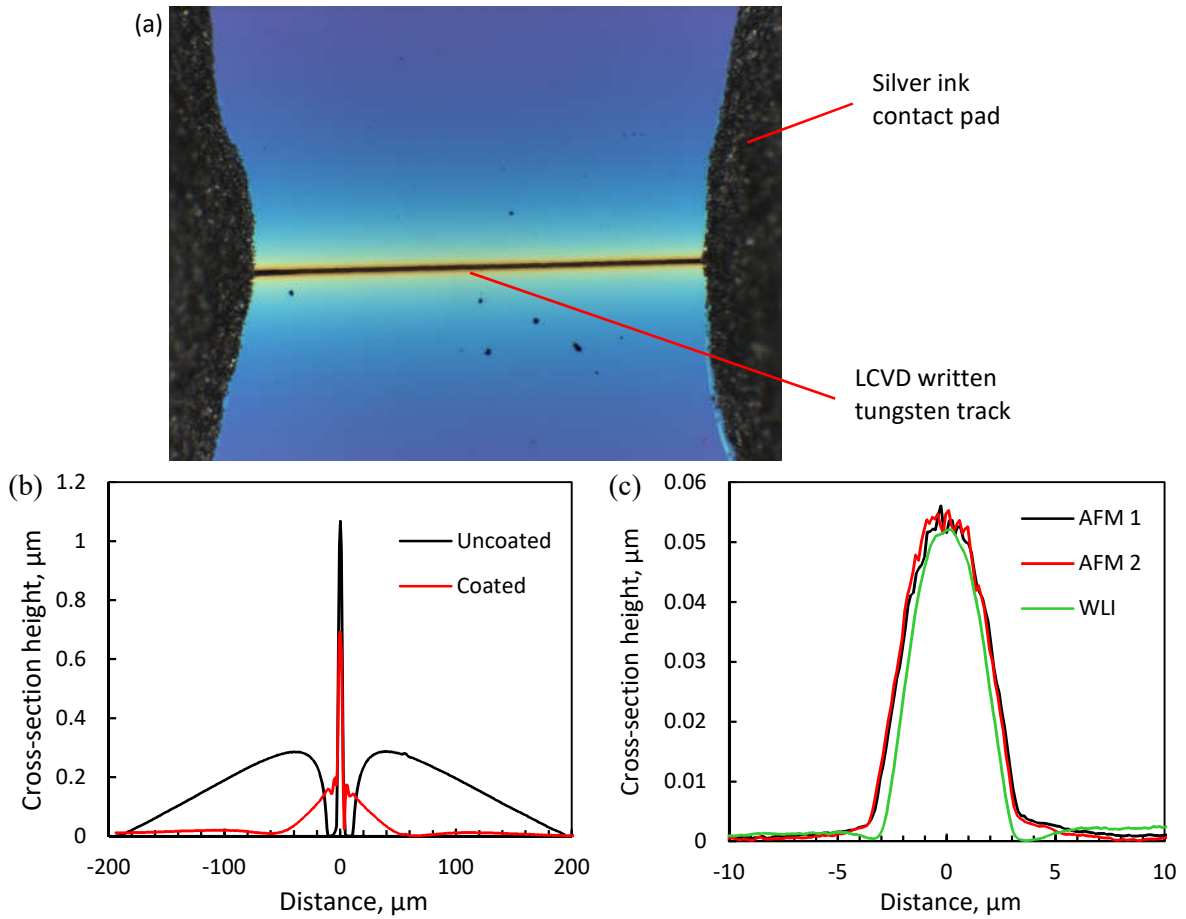 (a)
Silver ink
contact pad
LCVD written
tungsten track
(b)
1.2
1
0.8
0.6
0.4
0.2
0
Cross-section height, µm
Uncoated
Coated
-200
-100
0
100
200
Distance, µm
(c)
0.06
0.05
0.04
0.03
0.02
0.01
0
Cross-section height, µm
AFM 1
AFM 2
WLI
-10
-5
0
5
10
Distance, µm